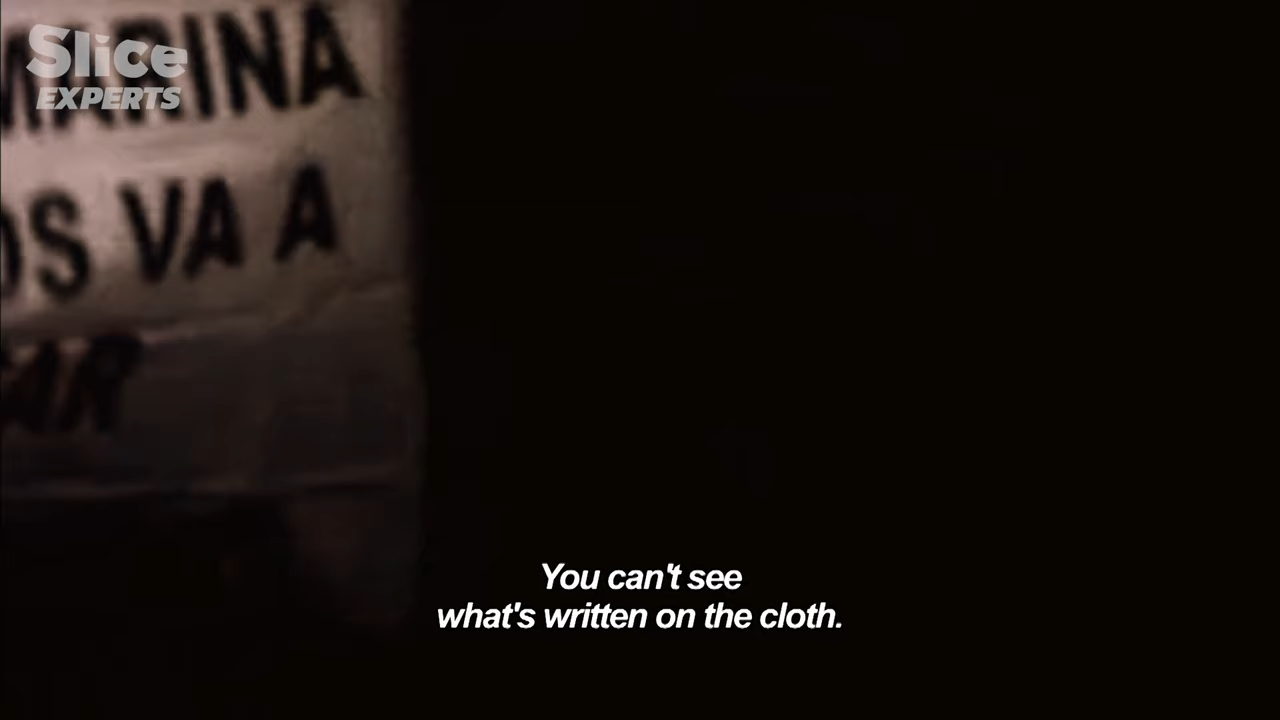 Slice
EXPERTS
MARINA
OS VA A
You can't see
what's written on the cloth.